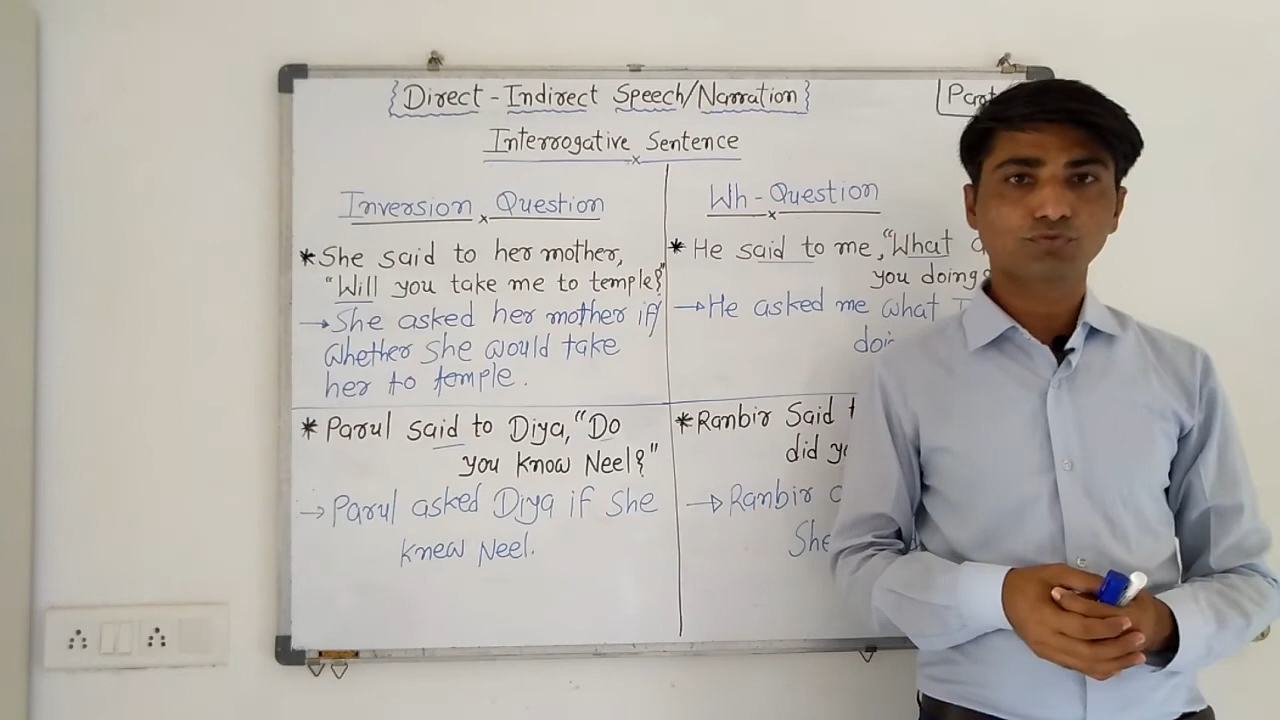 {Direct - Indirect Speech/Narration}
Interrogative Sentence
Inversion Question
* She said to her mother,
"Will you take me to temple?"
→ She asked her mother if/
whether she would take
her to temple.
* Parul said to Diya, "Do
you know Neel?"
→ Parul asked Diya if she
knew Neel.
Wh - Question
* He said to me, "What
you doing
→ He asked me what I
* Ranbir Said
did
→ Ranbir
She